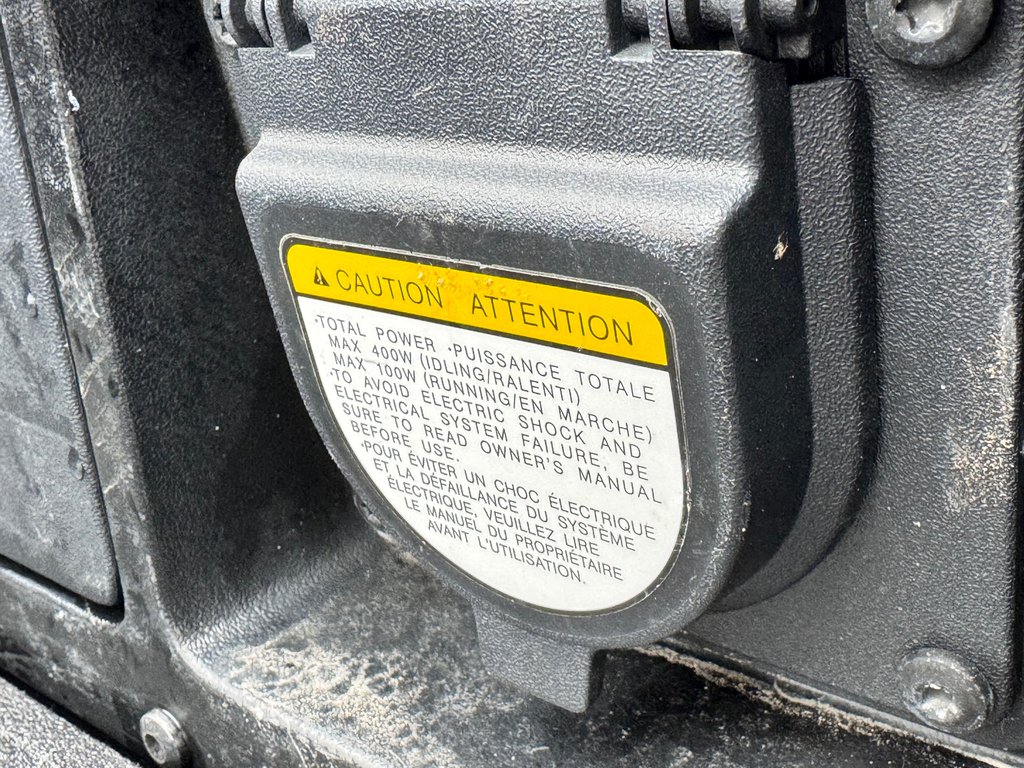 CAUTION ATTENTION
·TOTAL POWER ·PUISSANCE TOTALE
MAX 400W (IDLING/RALENTI)
MAX 100W (RUNNING/EN MARCHE)
·TO AVOID ELECTRIC SHOCK AND
ELECTRICAL SYSTEM FAILURE, BE
SURE TO READ OWNER'S MANUAL
BEFORE USE.
·POUR ÉVITER UN CHOC ÉLECTRIQUE
ET LA DÉFAILLANCE DU SYSTÈME
ÉLECTRIQUE, VEUILLEZ LIRE
LE MANUEL DU PROPRIÉTAIRE
AVANT L'UTILISATION.